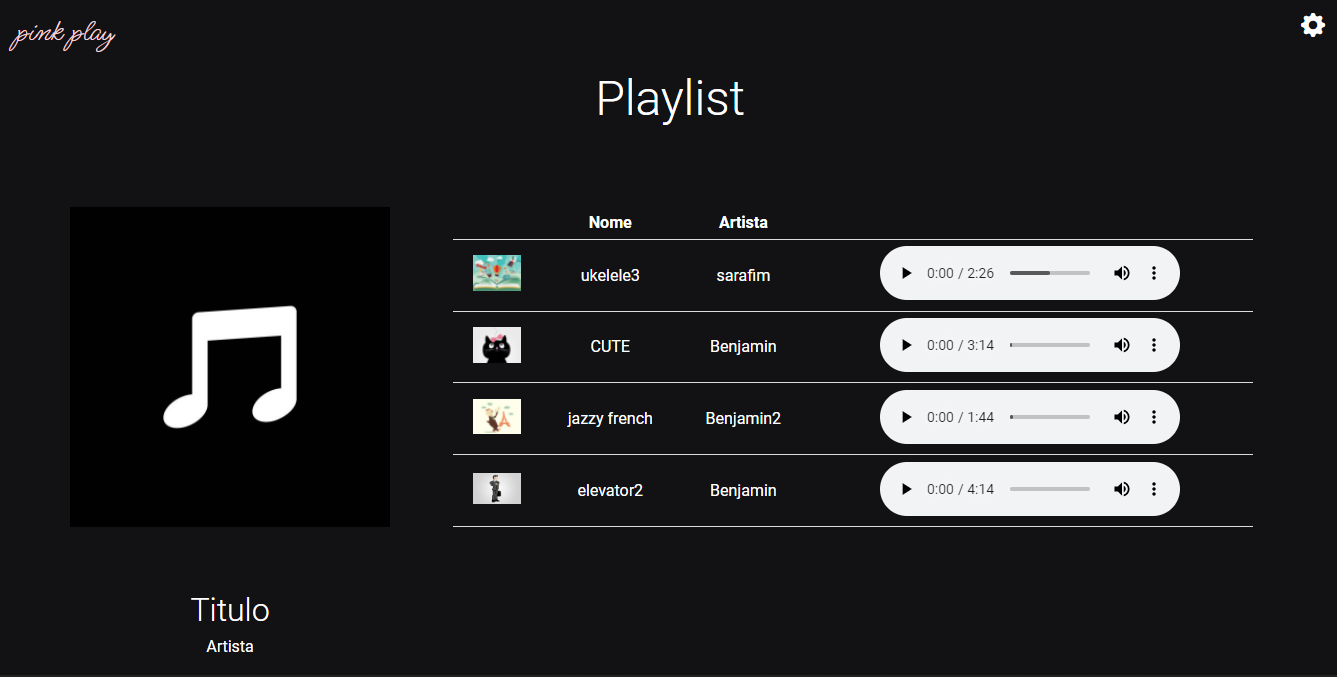 pink play
Playlist
Nome Artista
ukelele3 sarafim 0:00 / 2:26
CUTE Benjamin 0:00 / 3:14
jazzy french Benjamin2 0:00 / 1:44
elevator2 Benjamin 0:00 / 4:14
Titulo
Artista